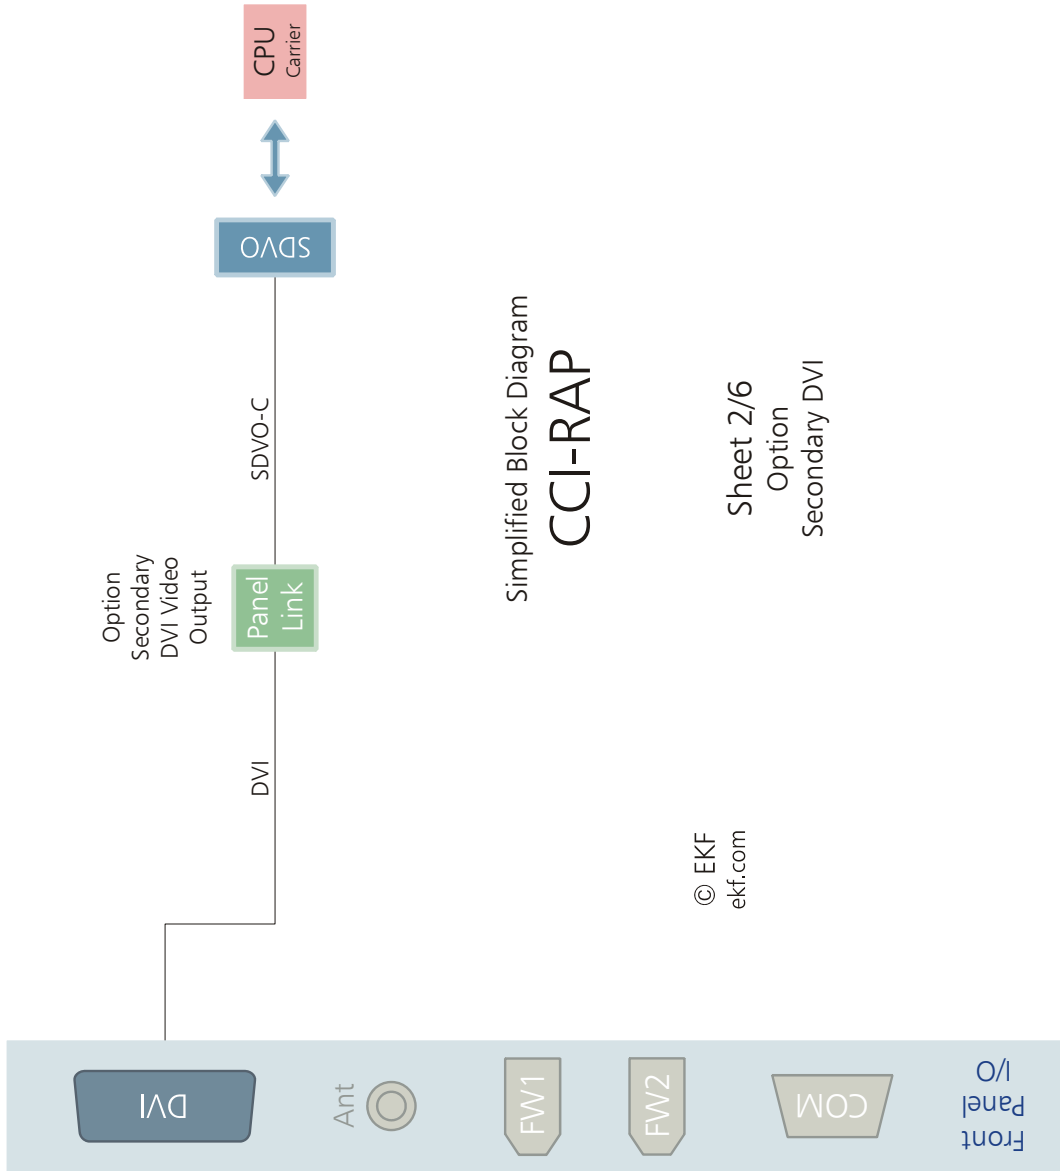 CPU
Carrier
SDVO
SDVO-C
Option
Secondary
DVI Video
Output
Panel
Link
DVI
Simplified Block Diagram
CCI-RAP
Sheet 2/6
Option
Secondary DVI
© EKF
ekf.com
DVI
Ant
FW1
FW2
COM
Front
Panel
I/O